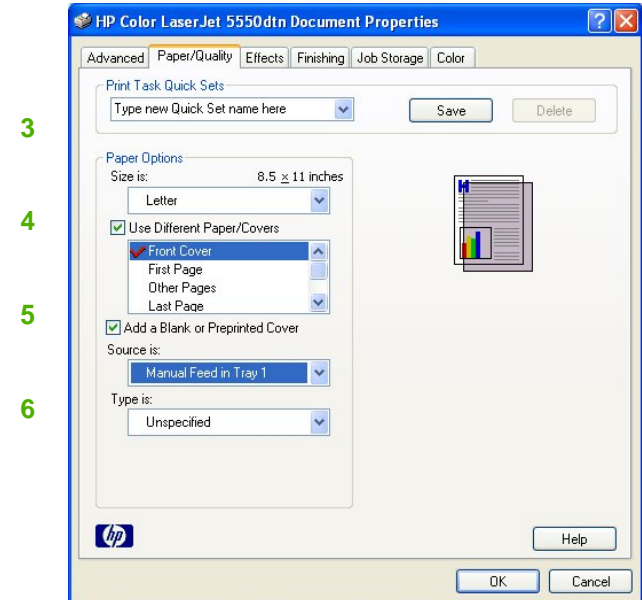 HP Color LaserJet 5550dtn Document Properties
Advanced Paper/Quality Effects Finishing Job Storage Color
Print Task Quick Sets
Type new Quick Set name here Save Delete
3
Paper Options
Size is: 8.5 × 11 inches
Letter
4
Use Different Paper/Covers
Front Cover
First Page
Other Pages
Last Page
5
Add a Blank or Preprinted Cover
Source is:
Manual Feed in Tray 1
6
Type is:
Unspecified
hp
Help
OK Cancel